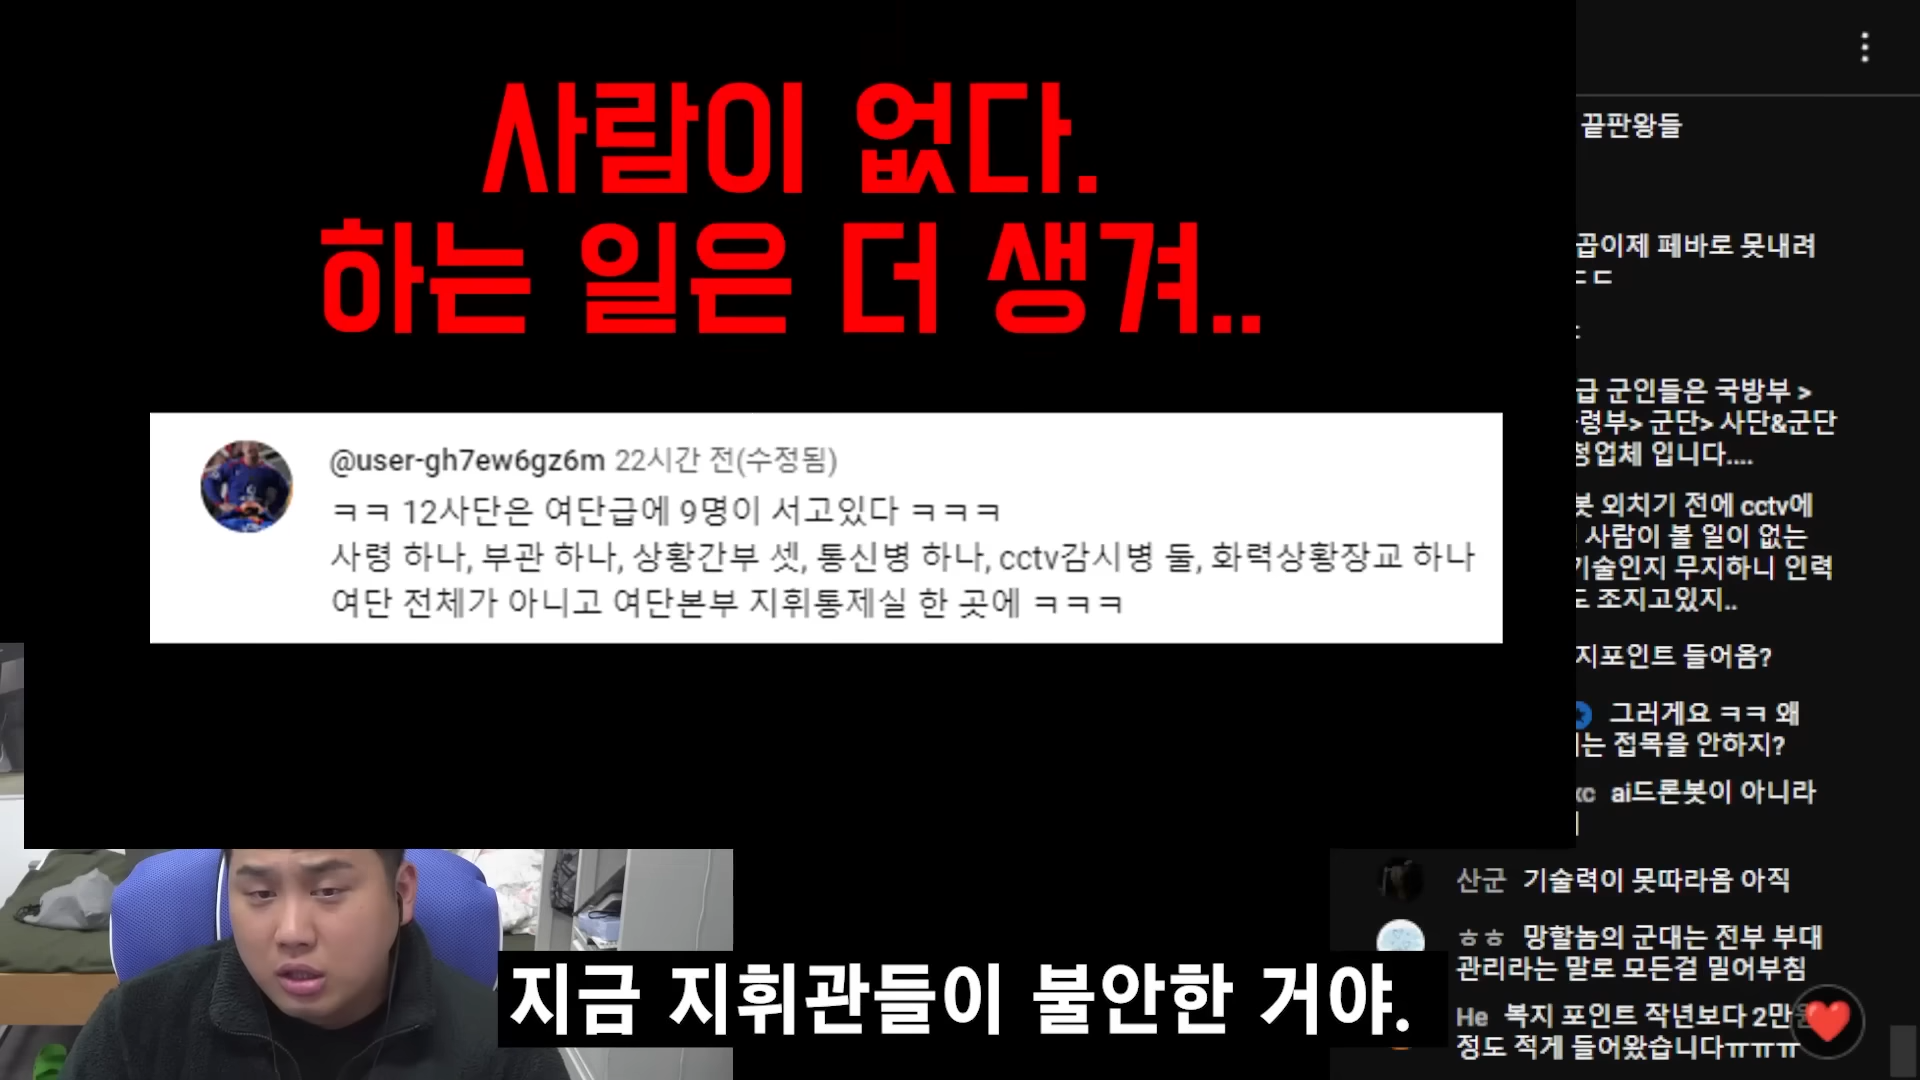 사람이 없다.
하는 일은 더 생겨..
@user-gh7ew6gz6m 22시간 전(수정됨)
ㅋㅋ 12사단은 여단급에 9명이 서고있다 ㅋㅋㅋ
사령 하나, 부관 하나, 상황간부 셋, 통신병 하나, cctv감시병 둘, 화력상황장교 하나
여단 전체가 아니고 여단본부 지휘통제실 한 곳에 ㅋㅋㅋ
지금 지휘관들이 불안한 거야.
끝판왕들
곱이제 페바로 못내려
ㄷㄷ
급 군인들은 국방부 >
령부> 군단> 사단&군단
청업체 입니다....
봇 외치기 전에 cctv에
사람이 볼 일이 없는
기술인지 무지하니 인력
도 조지고있지..
지포인트 들어옴?
그러게요 ㅋㅋ 왜
는 접목을 안하지?
xc ai드론봇이 아니라
산군 기술력이 못따라옴 아직
ㅎㅎ 망할놈의 군대는 전부 부대
관리라는 말로 모든걸 밀어부침
He 복지 포인트 작년보다 2만원
정도 적게 들어왔습니다ㅠㅠㅠ